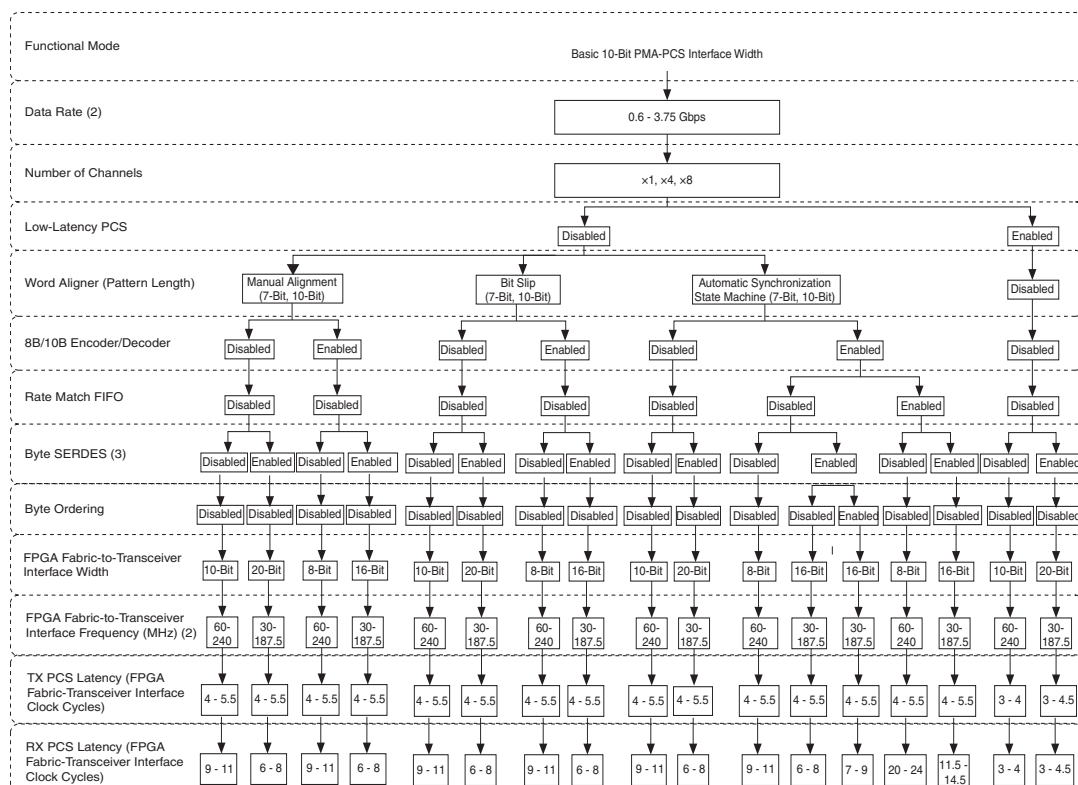 Functional Mode
Basic 10-Bit PMA-PCS Interface Width
Data Rate (2)
0.6 - 3.75 Gbps
Number of Channels
×1, ×4, ×8
Low-Latency PCS
Disabled Enabled
Word Aligner (Pattern Length)
Manual Alignment
(7-Bit, 10-Bit)
Bit Slip
(7-Bit, 10-Bit)
Automatic Synchronization
State Machine (7-Bit, 10-Bit)
Disabled
8B/10B Encoder/Decoder
Disabled Enabled Disabled Enabled Disabled Enabled Disabled
Rate Match FIFO
Disabled Disabled Disabled Disabled Disabled Disabled Enabled Disabled
Byte SERDES (3)
Disabled Enabled Disabled Enabled Disabled Enabled Disabled Enabled Disabled Enabled Disabled Enabled Disabled Enabled Disabled Enabled
Byte Ordering
Disabled Disabled Disabled Disabled Disabled Disabled Disabled Disabled Disabled Disabled Disabled Disabled Enabled Disabled Disabled Disabled Disabled
FPGA Fabric-to-Transceiver
Interface Width
10-Bit 20-Bit 8-Bit 16-Bit 10-Bit 20-Bit 8-Bit 16-Bit 10-Bit 20-Bit 8-Bit 16-Bit 16-Bit 8-Bit 16-Bit 10-Bit 20-Bit
FPGA Fabric-to-Transceiver
Interface Frequency (MHz) (2)
60- 30- 60- 30- 60- 30- 60- 30- 60- 30- 60- 30- 30- 60- 30- 60- 30-
240 187.5 240 187.5 240 187.5 240 187.5 240 187.5 240 187.5 187.5 240 187.5 240 187.5
TX PCS Latency (FPGA
Fabric-Transceiver Interface
Clock Cycles)
4 - 5.5 4 - 5.5 4 - 5.5 4 - 5.5 4 - 5.5 4 - 5.5 4 - 5.5 4 - 5.5 4 - 5.5 4 - 5.5 4 - 5.5 4 - 5.5 4 - 5.5 4 - 5.5 4 - 5.5 3 - 4 3 - 4.5
RX PCS Latency (FPGA
Fabric-Transceiver Interface
Clock Cycles)
9 - 11 6 - 8 9 - 11 6 - 8 9 - 11 6 - 8 9 - 11 6 - 8 9 - 11 6 - 8 9 - 11 6 - 8 7 - 9 20 - 24 11.5 - 14.5 3 - 4 3 - 4.5